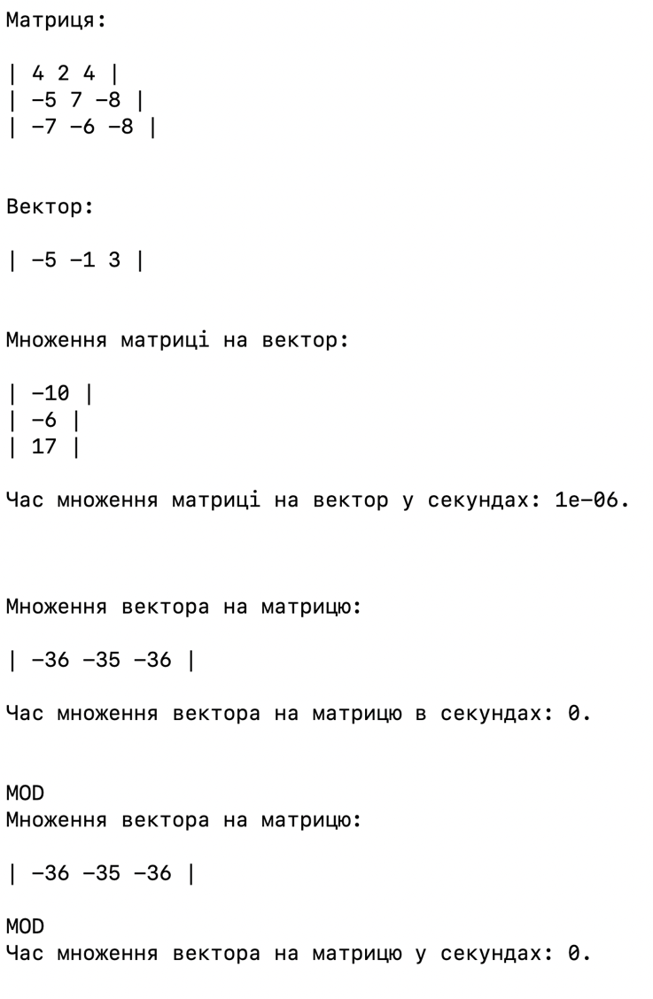 Матриця:
| 4 2 4 |
| -5 7 -8 |
| -7 -6 -8 |
Вектор:
| -5 -1 3 |
Множення матриці на вектор:
| -10 |
| -6 |
| 17 |
Час множення матриці на вектор у секундах: 1e-06.
Множення вектора на матрицю:
| -36 -35 -36 |
Час множення вектора на матрицю в секундах: 0.
MOD
Множення вектора на матрицю:
| -36 -35 -36 |
MOD
Час множення вектора на матрицю у секундах: 0.